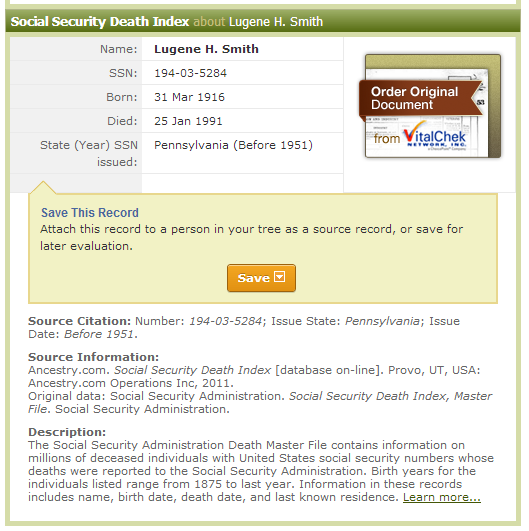 Social Security Death Index about Lugene H. Smith
Name: Lugene H. Smith
SSN: 194-03-5284
Born: 31 Mar 1916
Died: 25 Jan 1991
State (Year) SSN issued: Pennsylvania (Before 1951)
Order Original
Document
53
from VitalChek
NETWORK, INC.
Save This Record
Attach this record to a person in your tree as a source record, or save for
later evaluation.
Save
Source Citation: Number: 194-03-5284; Issue State: Pennsylvania; Issue
Date: Before 1951.
Source Information:
Ancestry.com. Social Security Death Index [database on-line]. Provo, UT, USA:
Ancestry.com Operations Inc, 2011.
Original data: Social Security Administration. Social Security Death Index, Master
File. Social Security Administration.
Description:
The Social Security Administration Death Master File contains information on
millions of deceased individuals with United States social security numbers whose
deaths were reported to the Social Security Administration. Birth years for the
individuals listed range from 1875 to last year. Information in these records
includes name, birth date, death date, and last known residence. Learn more...